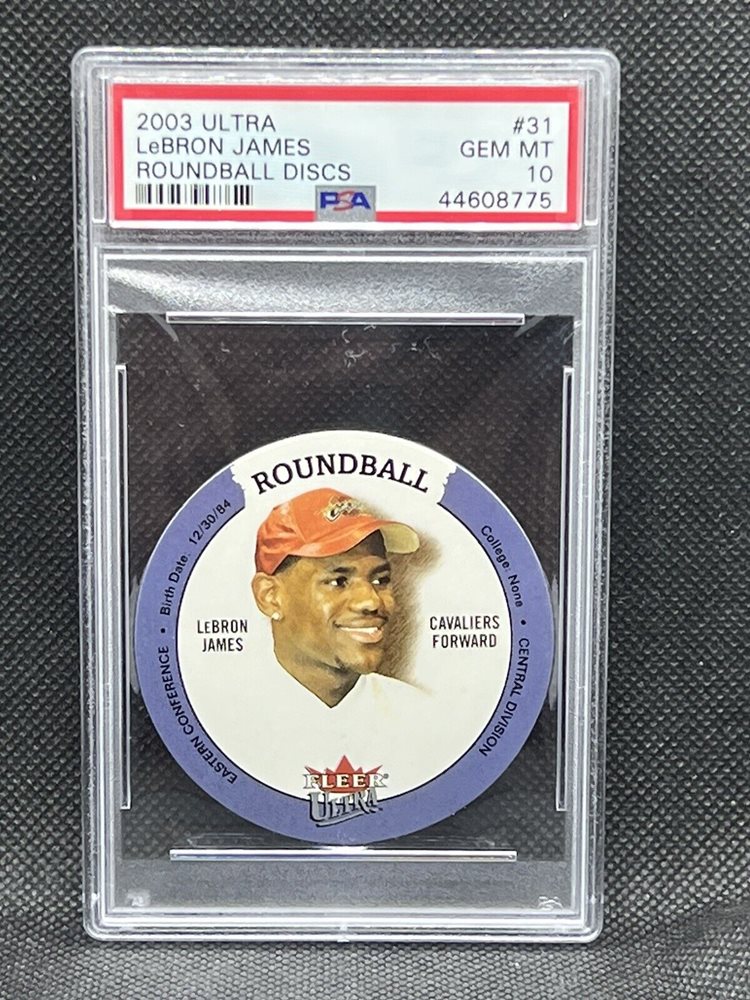 2003 ULTRA #31
LeBRON JAMES GEM MT
ROUNDBALL DISCS 10
PSA 44608775
ROUNDBALL
EASTERN CONFERENCE • Birth Date: 12/30/84
College: None • CENTRAL DIVISION
LEBRON
JAMES
CAVALIERS
FORWARD
FLEER
ULTRA